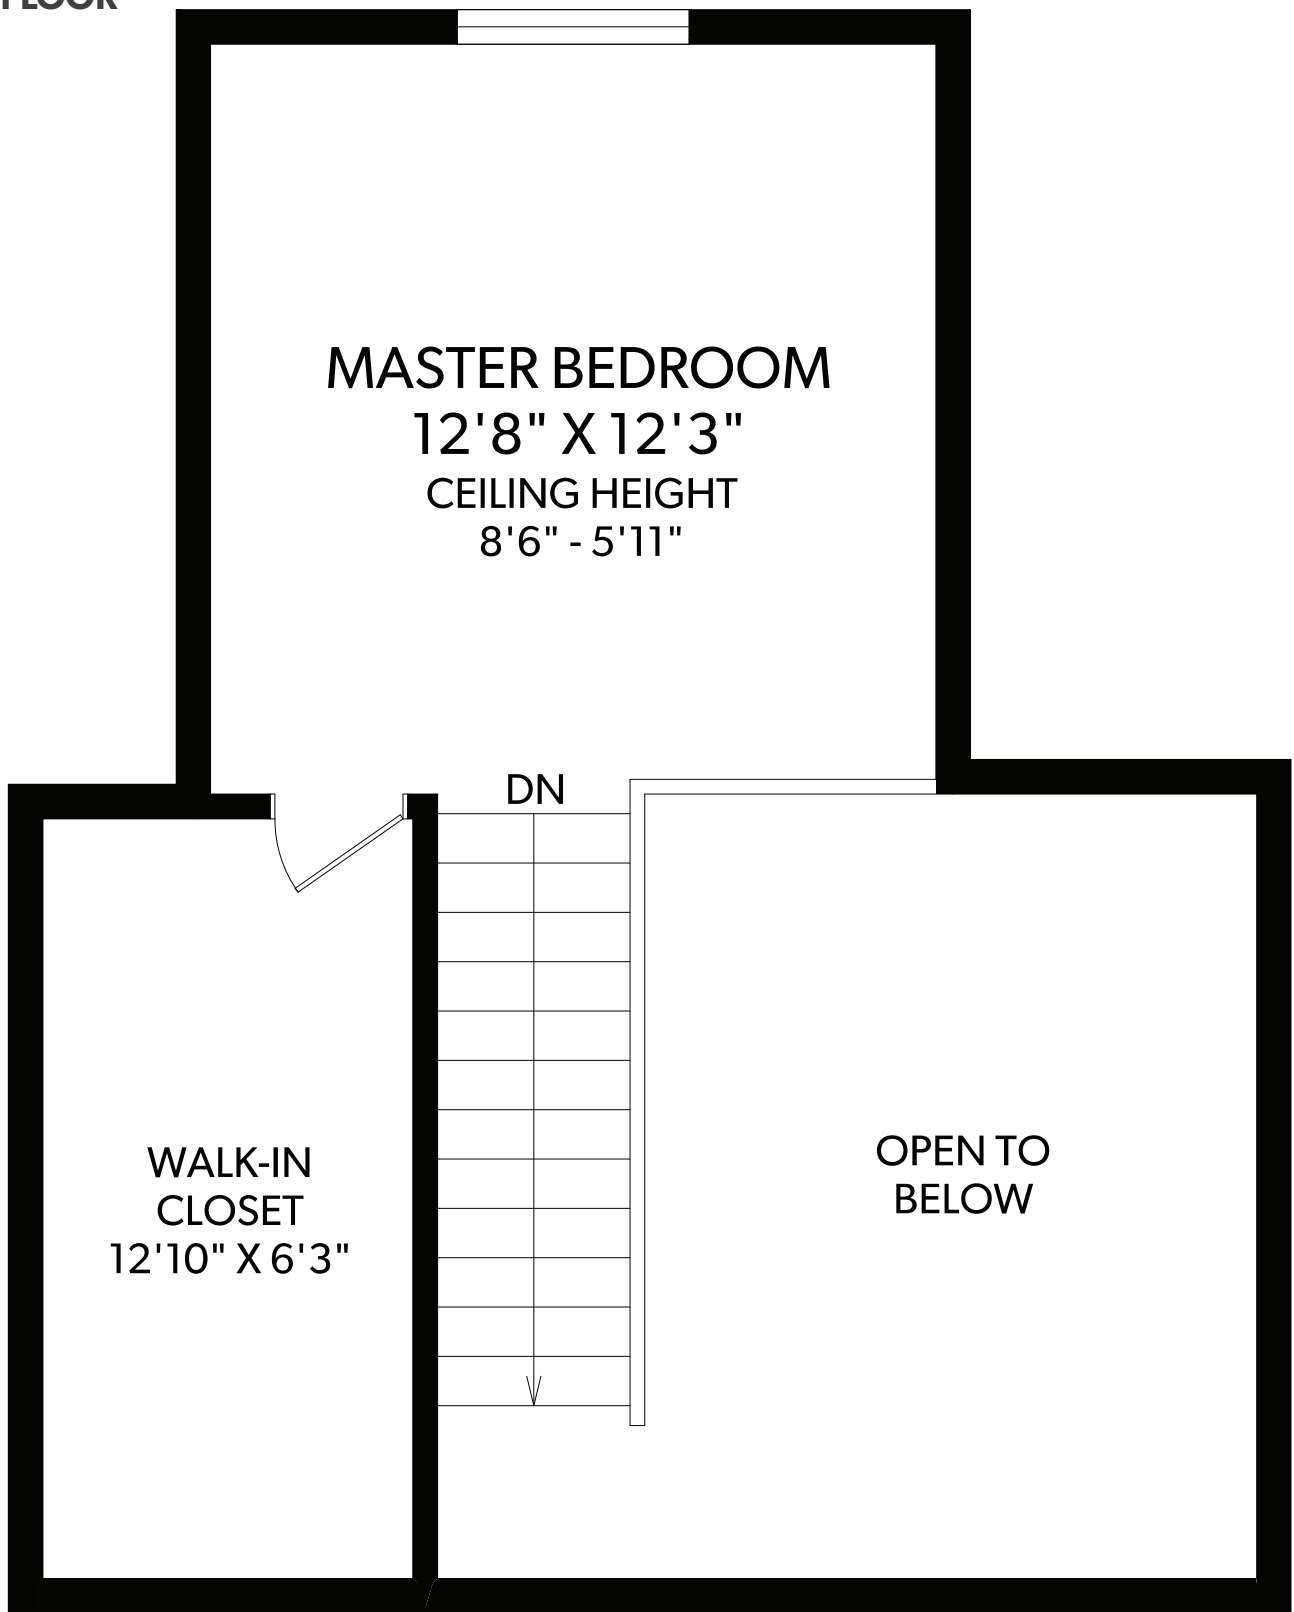 FLOOR
MASTER BEDROOM
12'8" X 12'3"
CEILING HEIGHT
8'6" - 5'11"
DN
WALK-IN
CLOSET
12'10" X 6'3"
OPEN TO
BELOW